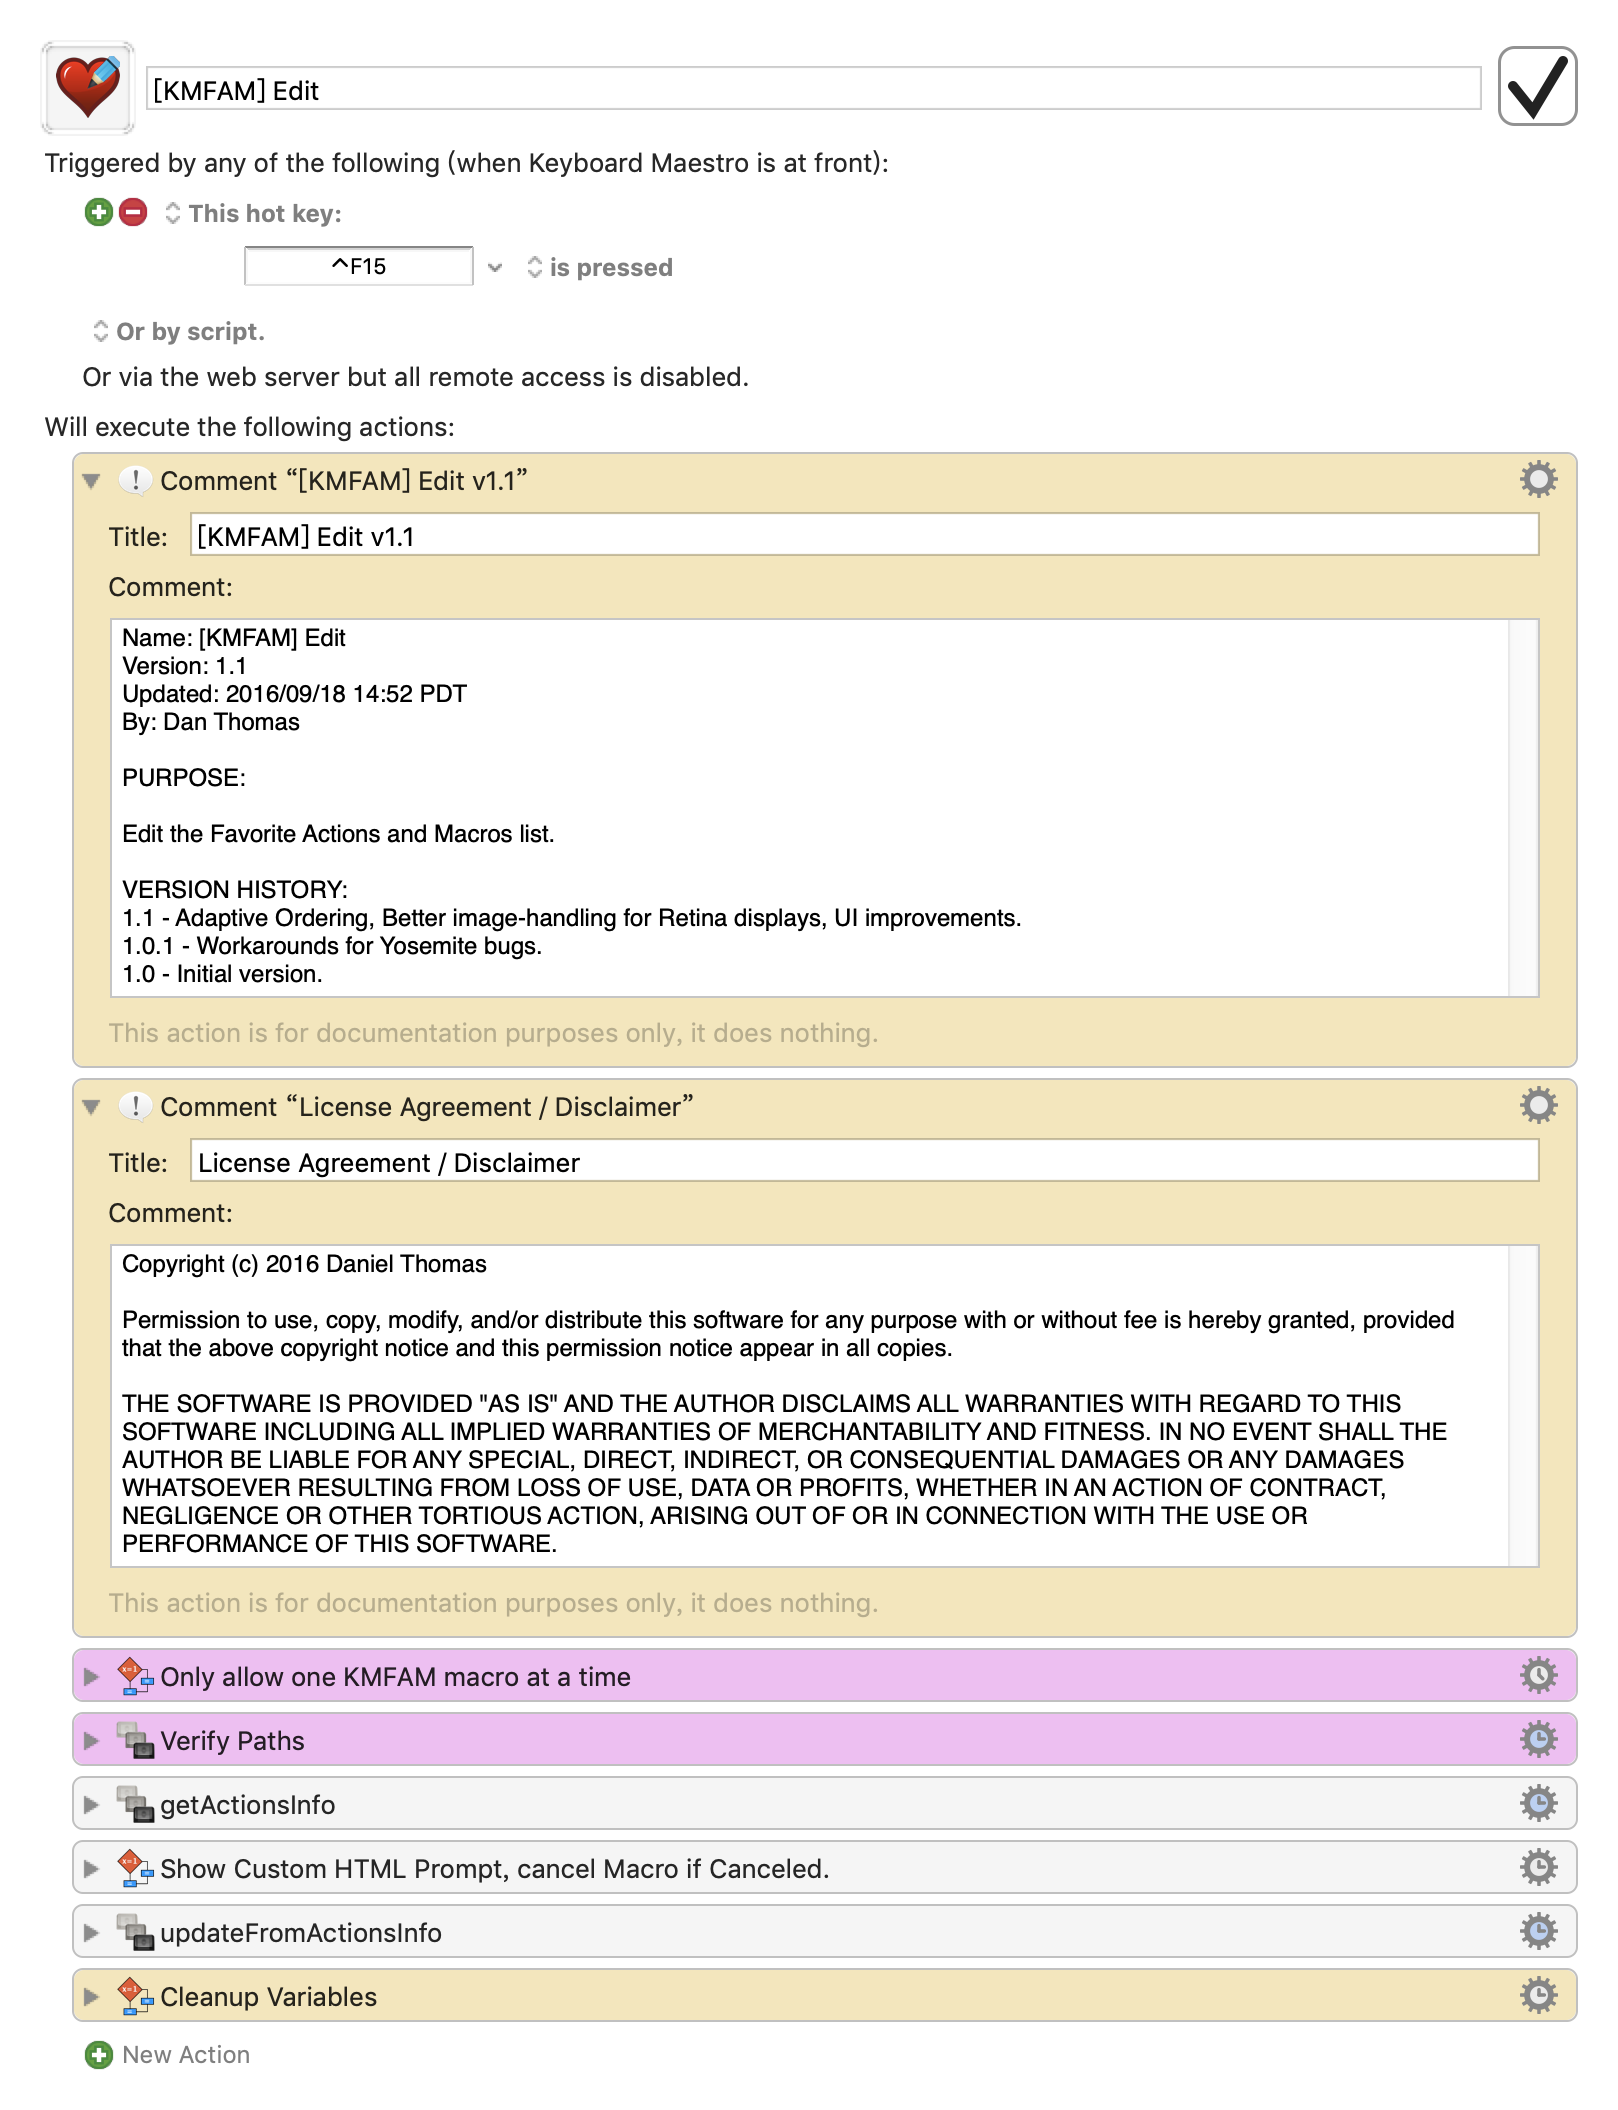 [KMFAM] Edit
Triggered by any of the following (when Keyboard Maestro is at front):
This hot key:
^F15
is pressed
Or by script.
Or via the web server but all remote access is disabled.
Will execute the following actions:
Comment “[KMFAM] Edit v1.1”
Title: [KMFAM] Edit v1.1
Comment:
Name: [KMFAM] Edit
Version: 1.1
Updated: 2016/09/18 14:52 PDT
By: Dan Thomas
PURPOSE:
Edit the Favorite Actions and Macros list.
VERSION HISTORY:
1.1 - Adaptive Ordering, Better image-handling for Retina displays, UI improvements.
1.0.1 - Workarounds for Yosemite bugs.
1.0 - Initial version.
This action is for documentation purposes only, it does nothing.
Comment “License Agreement / Disclaimer”
Title: License Agreement / Disclaimer
Comment:
Copyright (c) 2016 Daniel Thomas
Permission to use, copy, modify, and/or distribute this software for any purpose with or without fee is hereby granted, provided
that the above copyright notice and this permission notice appear in all copies.
THE SOFTWARE IS PROVIDED "AS IS" AND THE AUTHOR DISCLAIMS ALL WARRANTIES WITH REGARD TO THIS
SOFTWARE INCLUDING ALL IMPLIED WARRANTIES OF MERCHANTABILITY AND FITNESS. IN NO EVENT SHALL THE
AUTHOR BE LIABLE FOR ANY SPECIAL, DIRECT, INDIRECT, OR CONSEQUENTIAL DAMAGES OR ANY DAMAGES
WHATSOEVER RESULTING FROM LOSS OF USE, DATA OR PROFITS, WHETHER IN AN ACTION OF CONTRACT,
NEGLIGENCE OR OTHER TORTIOUS ACTION, ARISING OUT OF OR IN CONNECTION WITH THE USE OR
PERFORMANCE OF THIS SOFTWARE.
This action is for documentation purposes only, it does nothing.
Only allow one KMFAM macro at a time
Verify Paths
getActionsInfo
Show Custom HTML Prompt, cancel Macro if Canceled.
updateFromActionsInfo
Cleanup Variables
New Action